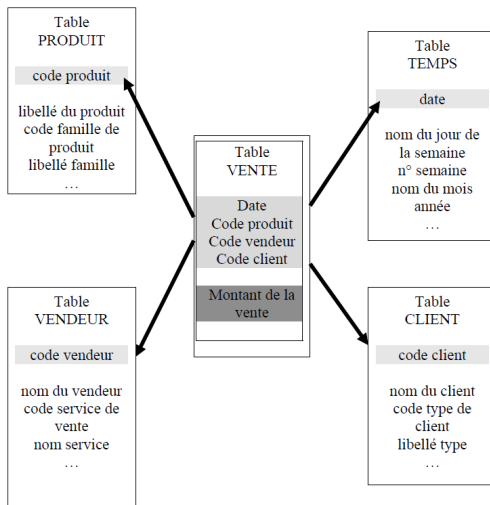 Table
PRODUIT
code produit
libellé du produit
code famille de
produit
libellé famille
…
Table
TEMPS
date
nom du jour de
la semaine
n° semaine
nom du mois
année
…
Table
VENTE
Date
Code produit
Code vendeur
Code client
Montant de la
vente
Table
VENDEUR
code vendeur
nom du vendeur
code service de
vente
nom service
…
Table
CLIENT
code client
nom du client
code type de
client
libellé type
…